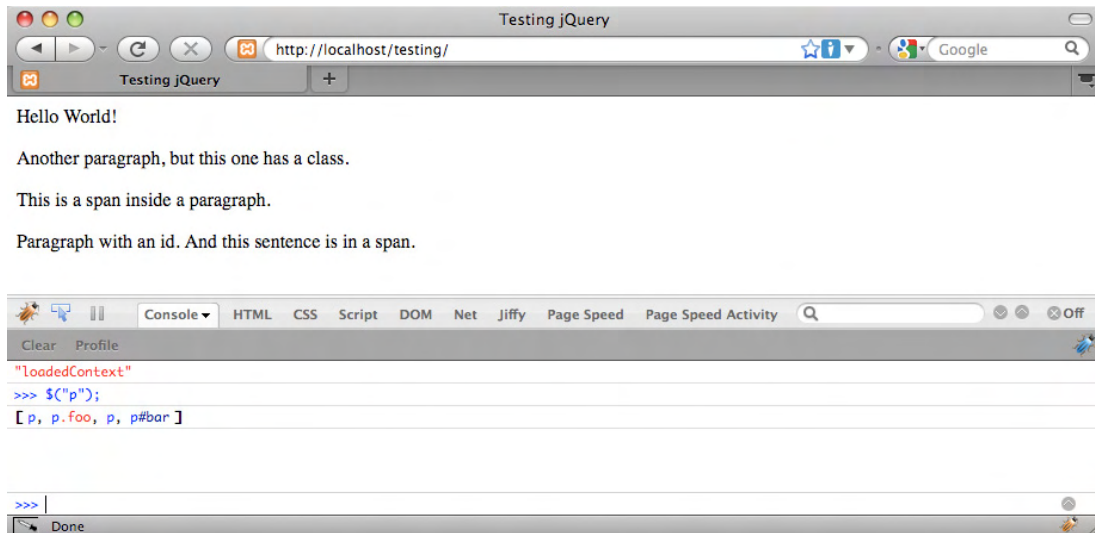 Testing jQuery
http://localhost/testing/
Google
Testing jQuery
+
Hello World!
Another paragraph, but this one has a class.
This is a span inside a paragraph.
Paragraph with an id. And this sentence is in a span.
Console HTML CSS Script DOM Net Jiffy Page Speed Page Speed Activity Off
Clear Profile
"loadedContext"
>>> $("p");
[ p, p.foo, p, p#bar ]
>>>
Done